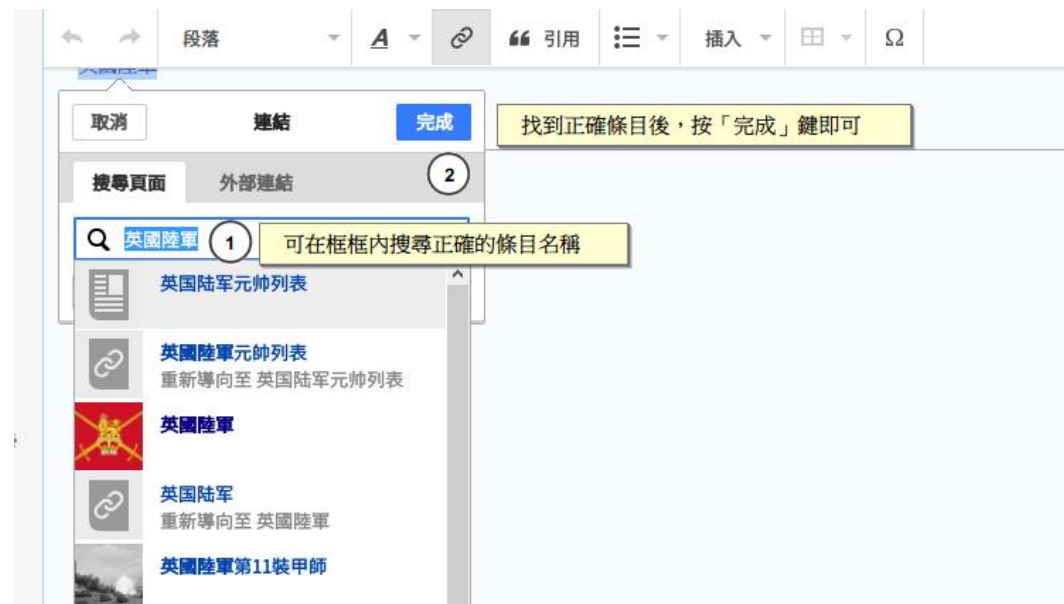 段落
A
引用
插入
Ω
英國陸軍
取消
連結
完成
找到正確條目後，按「完成」鍵即可
搜尋頁面
外部連結
2
英國陸軍
1
可在框框內搜尋正確的條目名稱
英国陆军元帅列表
英國陸軍元帥列表
重新導向至 英国陆军元帅列表
英國陸軍
英国陆军
重新導向至 英國陸軍
英國陸軍第11裝甲師